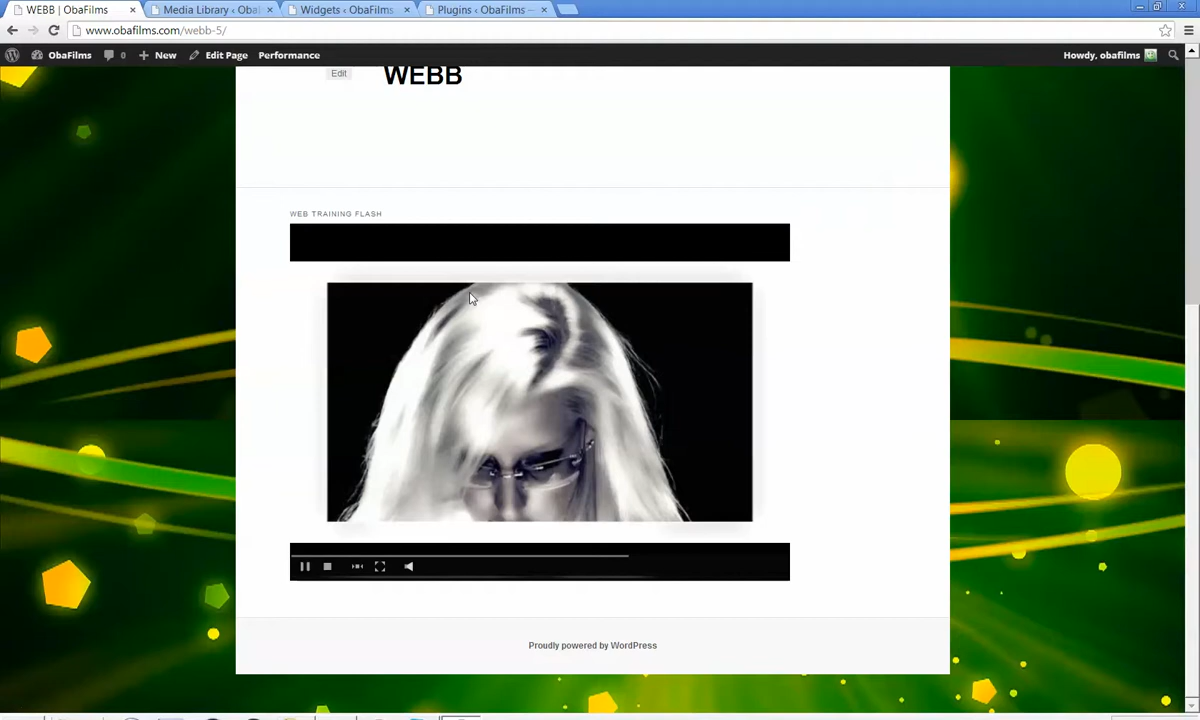 WEBB | ObaFilms
Media Library ‹ Oba
Widgets ‹ ObaFilms
Plugins ‹ ObaFilms —
www.obafilms.com/webb-5/
ObaFilms
0
New
Edit Page
Performance
Howdy, obafilms
Edit
WEBB
WEB TRAINING FLASH
Proudly powered by WordPress